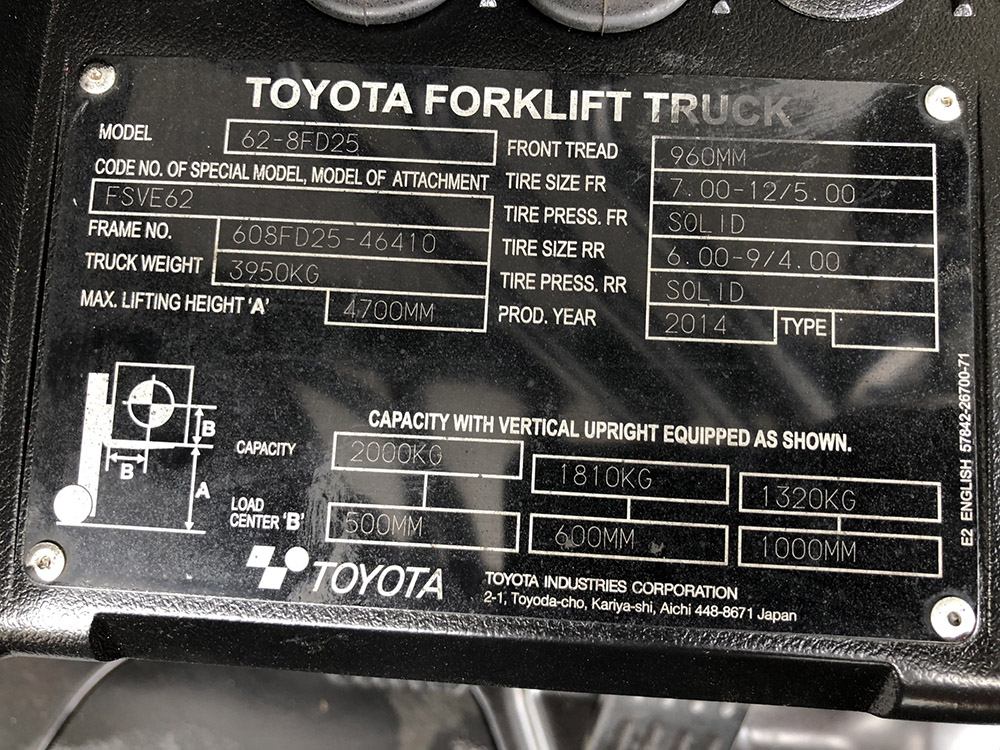 TOYOTA FORKLIFT TRUCK
MODEL 62-8FD25
CODE NO. OF SPECIAL MODEL, MODEL OF ATTACHMENT
FSVE62
FRAME NO. 608FD25-46410
TRUCK WEIGHT 3950KG
MAX. LIFTING HEIGHT 'A' 4700MM
FRONT TREAD 960MM
TIRE SIZE FR 7.00-12/5.00
TIRE PRESS. FR SOLID
TIRE SIZE RR 6.00-9/4.00
TIRE PRESS. RR SOLID
PROD. YEAR 2014 TYPE
B
B
A
CAPACITY WITH VERTICAL UPRIGHT EQUIPPED AS SHOWN.
CAPACITY 2000KG 1810KG 1320KG
LOAD
CENTER 'B' 500MM 600MM 1000MM
TOYOTA
TOYOTA INDUSTRIES CORPORATION
2-1, Toyoda-cho, Kariya-shi, Aichi 448-8671 Japan
E2 ENGLISH 57842-26700-71